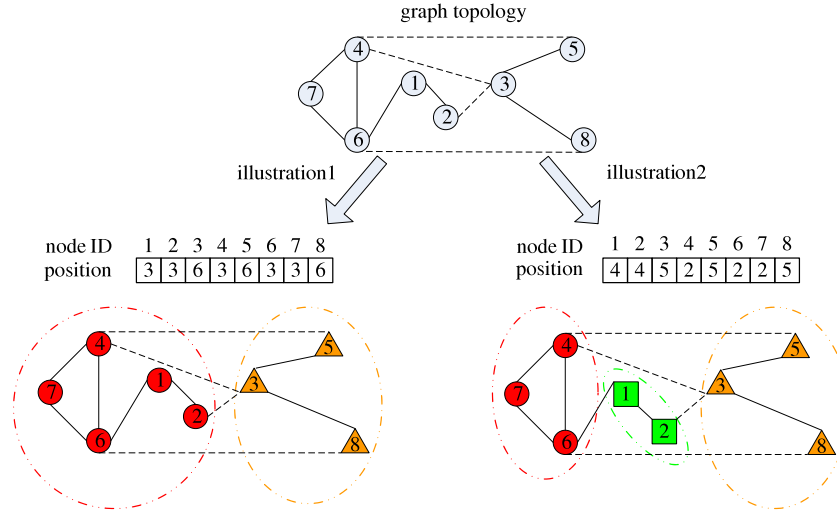 graph topology
4 5
7 1 3
2
6 8
illustration1 illustration2
node ID 1 2 3 4 5 6 7 8
position 3 3 6 3 6 3 3 6
node ID 1 2 3 4 5 6 7 8
position 4 4 5 2 5 2 2 5
4 5
7 1 3
2
6 8
4 5
7 1 3
2
6 8